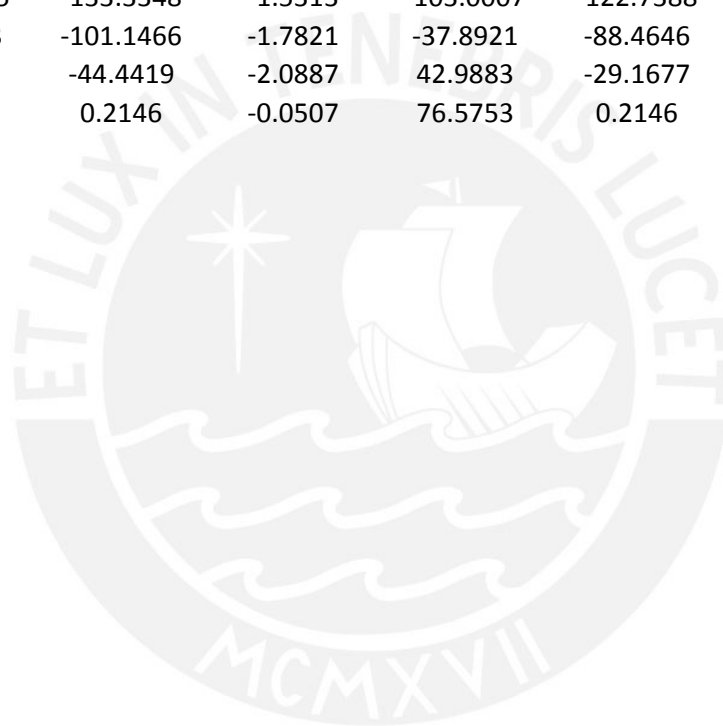 -101.1466 -1.7821 -37.8921 -88.4646
-44.4419 -2.0887 42.9883 -29.1677
0.2146 -0.0507 76.5753 0.2146
ET LUX IN TENEBRIS LUCET
MCMXVII